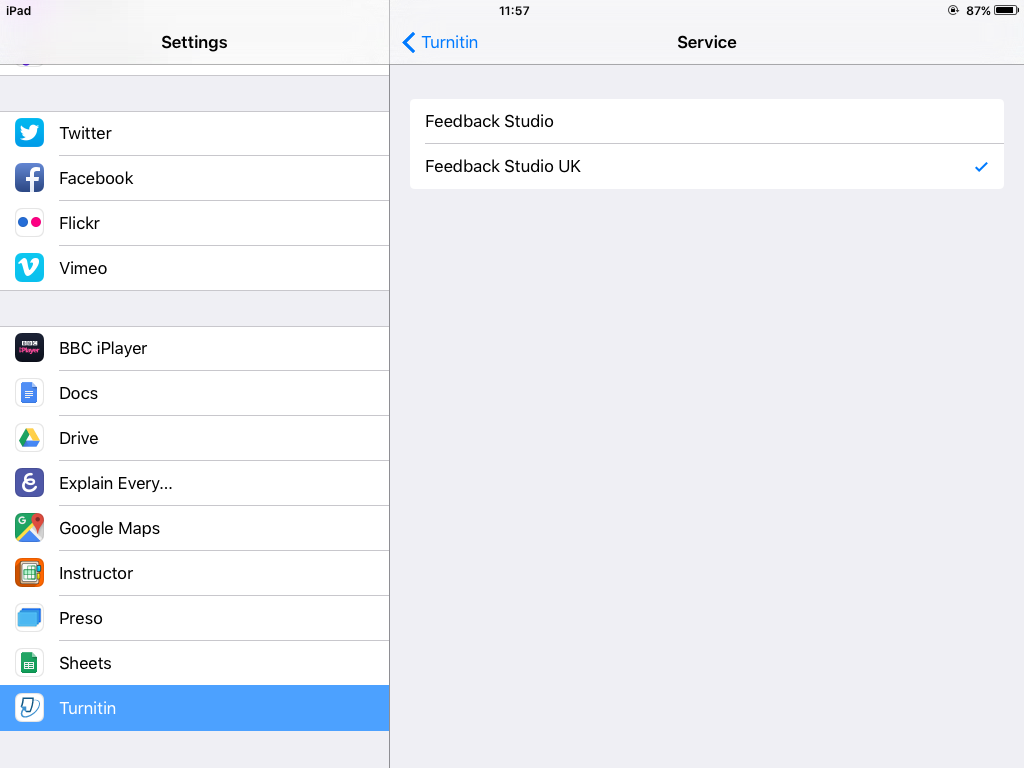 iPad
11:57
87%
Settings
Turnitin
Service
Twitter
Facebook
Flickr
Vimeo
BBC iPlayer
Docs
Drive
Explain Every...
Google Maps
Instructor
Preso
Sheets
Turnitin
Feedback Studio
Feedback Studio UK